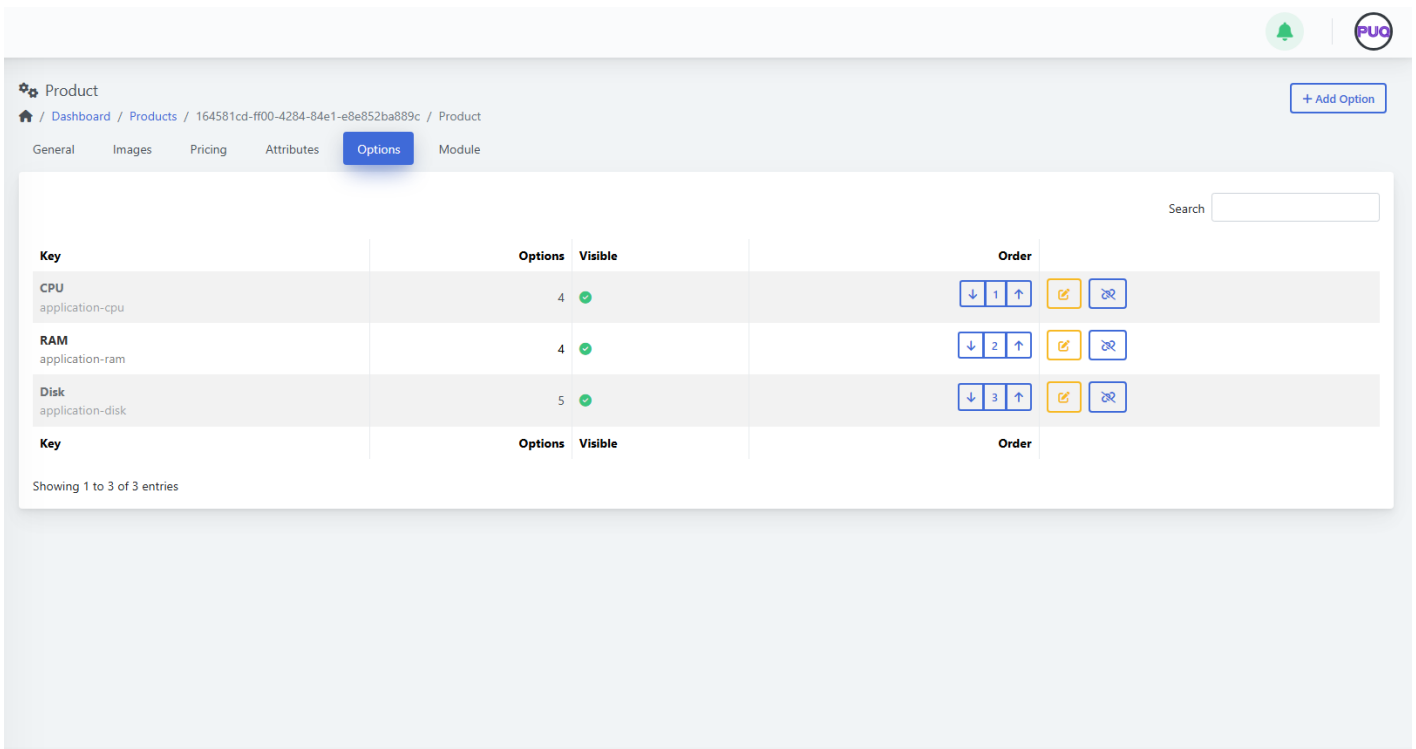 PUQ
Product
+ Add Option
/ Dashboard / Products / 164581cd-ff00-4284-84e1-e8e852ba889c / Product
General Images Pricing Attributes Options Module
Search
Key Options Visible Order
CPU
application-cpu
4 1
RAM
application-ram
4 2
Disk
application-disk
5 3
Key Options Visible Order
Showing 1 to 3 of 3 entries